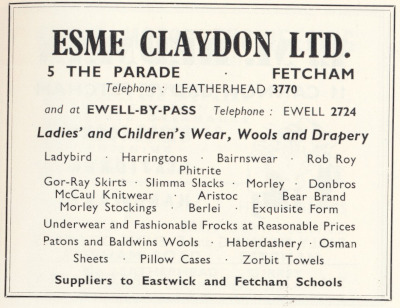 ESME CLAYDON LTD.
5 THE PARADE · FETCHAM
Telephone : LEATHERHEAD 3770
and at EWELL-BY-PASS Telephone : EWELL 2724
Ladies' and Children's Wear, Wools and Drapery
Ladybird · Harringtons · Bairnswear · Rob Roy
Phitrite
Gor-Ray Skirts · Slimma Slacks · Morley · Donbros
McCaul Knitwear · Aristoc · Bear Brand
Morley Stockings · Berlei · Exquisite Form
Underwear and Fashionable Frocks at Reasonable Prices
Patons and Baldwins Wools · Haberdashery · Osman
Sheets · Pillow Cases · Zorbit Towels
Suppliers to Eastwick and Fetcham Schools